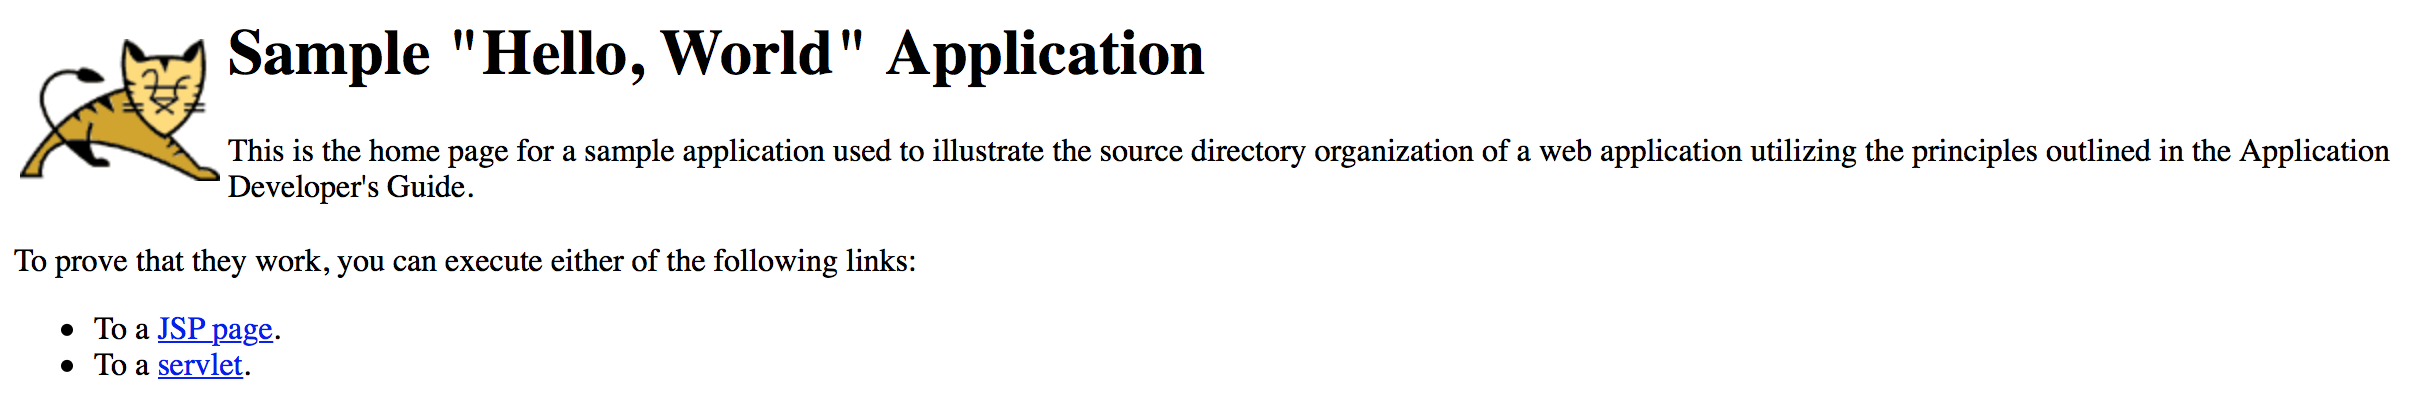 Sample "Hello, World" Application
This is the home page for a sample application used to illustrate the source directory organization of a web application utilizing the principles outlined in the Application
Developer's Guide.
To prove that they work, you can execute either of the following links:
• To a JSP page.
• To a servlet.